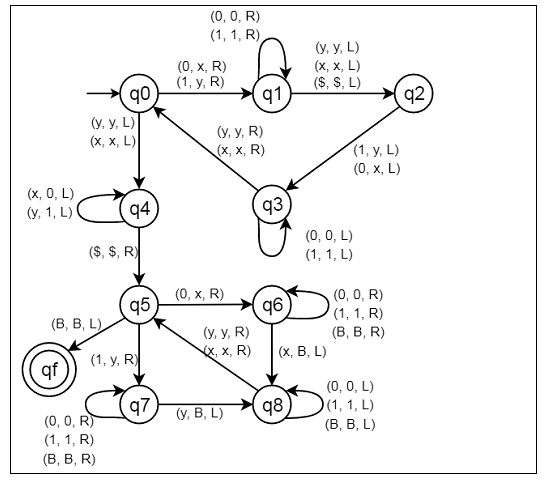 (0, 0, R)
(1, 1, R)
(y, y, L)
(x, x, L)
($, $, L)
(0, x, R)
(1, y, R)
q0
q1
q2
(y, y, L)
(x, x, L)
(y, y, R)
(x, x, R)
(1, y, L)
(0, x, L)
(x, 0, L)
(y, 1, L)
q4
q3
(0, 0, L)
(1, 1, L)
($, $, R)
q5
(0, x, R)
q6
(0, 0, R)
(1, 1, R)
(B, B, R)
(B, B, L)
(y, y, R)
(x, x, R)
(x, B, L)
qf
(1, y, R)
q7
(y, B, L)
q8
(0, 0, L)
(1, 1, L)
(B, B, L)
(0, 0, R)
(1, 1, R)
(B, B, R)